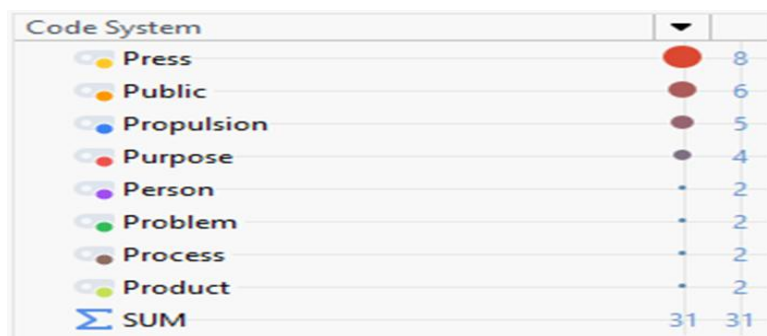 Code System
Press 8
Public 6
Propulsion 5
Purpose 4
Person 2
Problem 2
Process 2
Product 2
Σ SUM 31 31